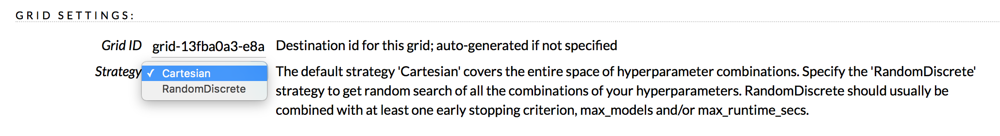 GRID SETTINGS:
Grid ID grid-13fba0a3-e8a Destination id for this grid; auto-generated if not specified
Strategy ✓ Cartesian The default strategy 'Cartesian' covers the entire space of hyperparameter combinations. Specify the 'RandomDiscrete'
RandomDiscrete strategy to get random search of all the combinations of your hyperparameters. RandomDiscrete should usually be
combined with at least one early stopping criterion, max_models and/or max_runtime_secs.